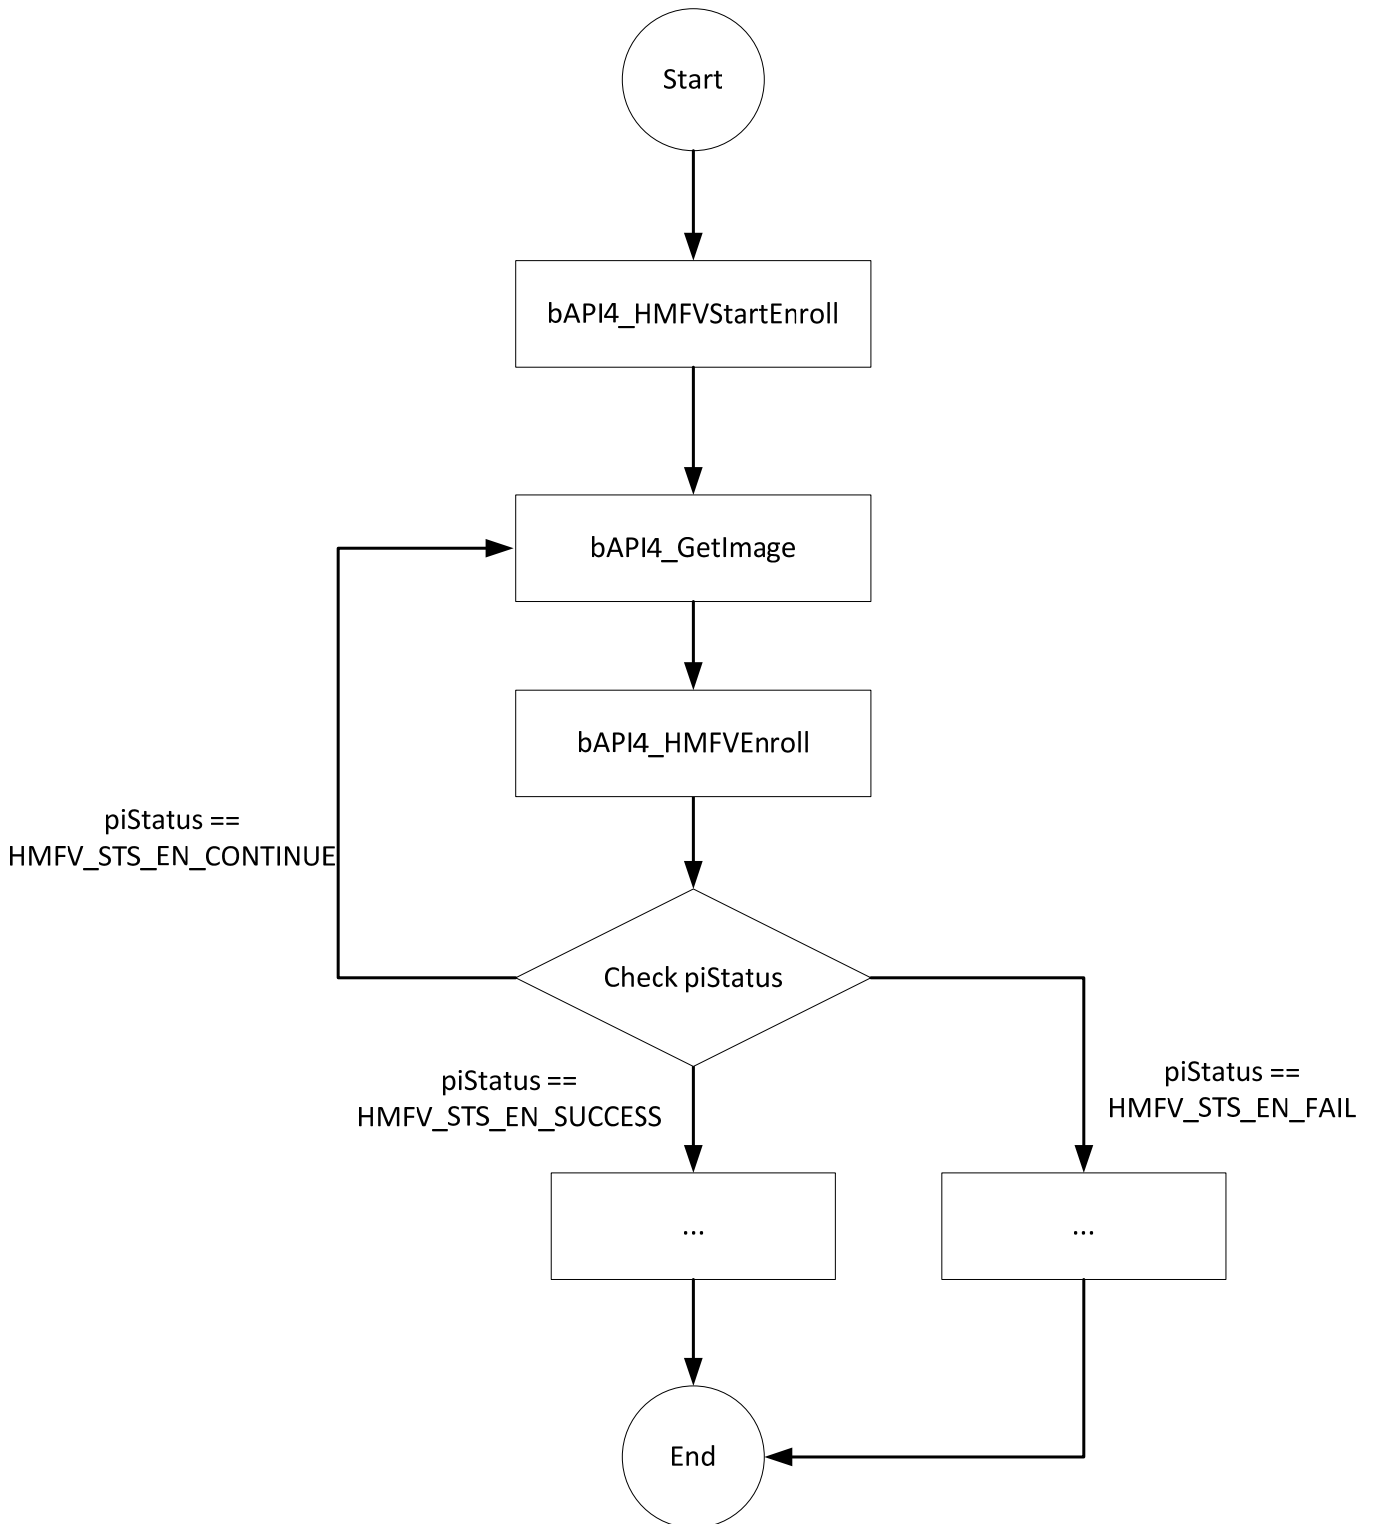 Start
bAPI4_HMFVStartEnroll
bAPI4_GetImage
bAPI4_HMFVEnroll
piStatus ==
HMFV_STS_EN_CONTINUE
Check piStatus
piStatus ==
HMFV_STS_EN_SUCCESS
piStatus ==
HMFV_STS_EN_FAIL
...
...
End